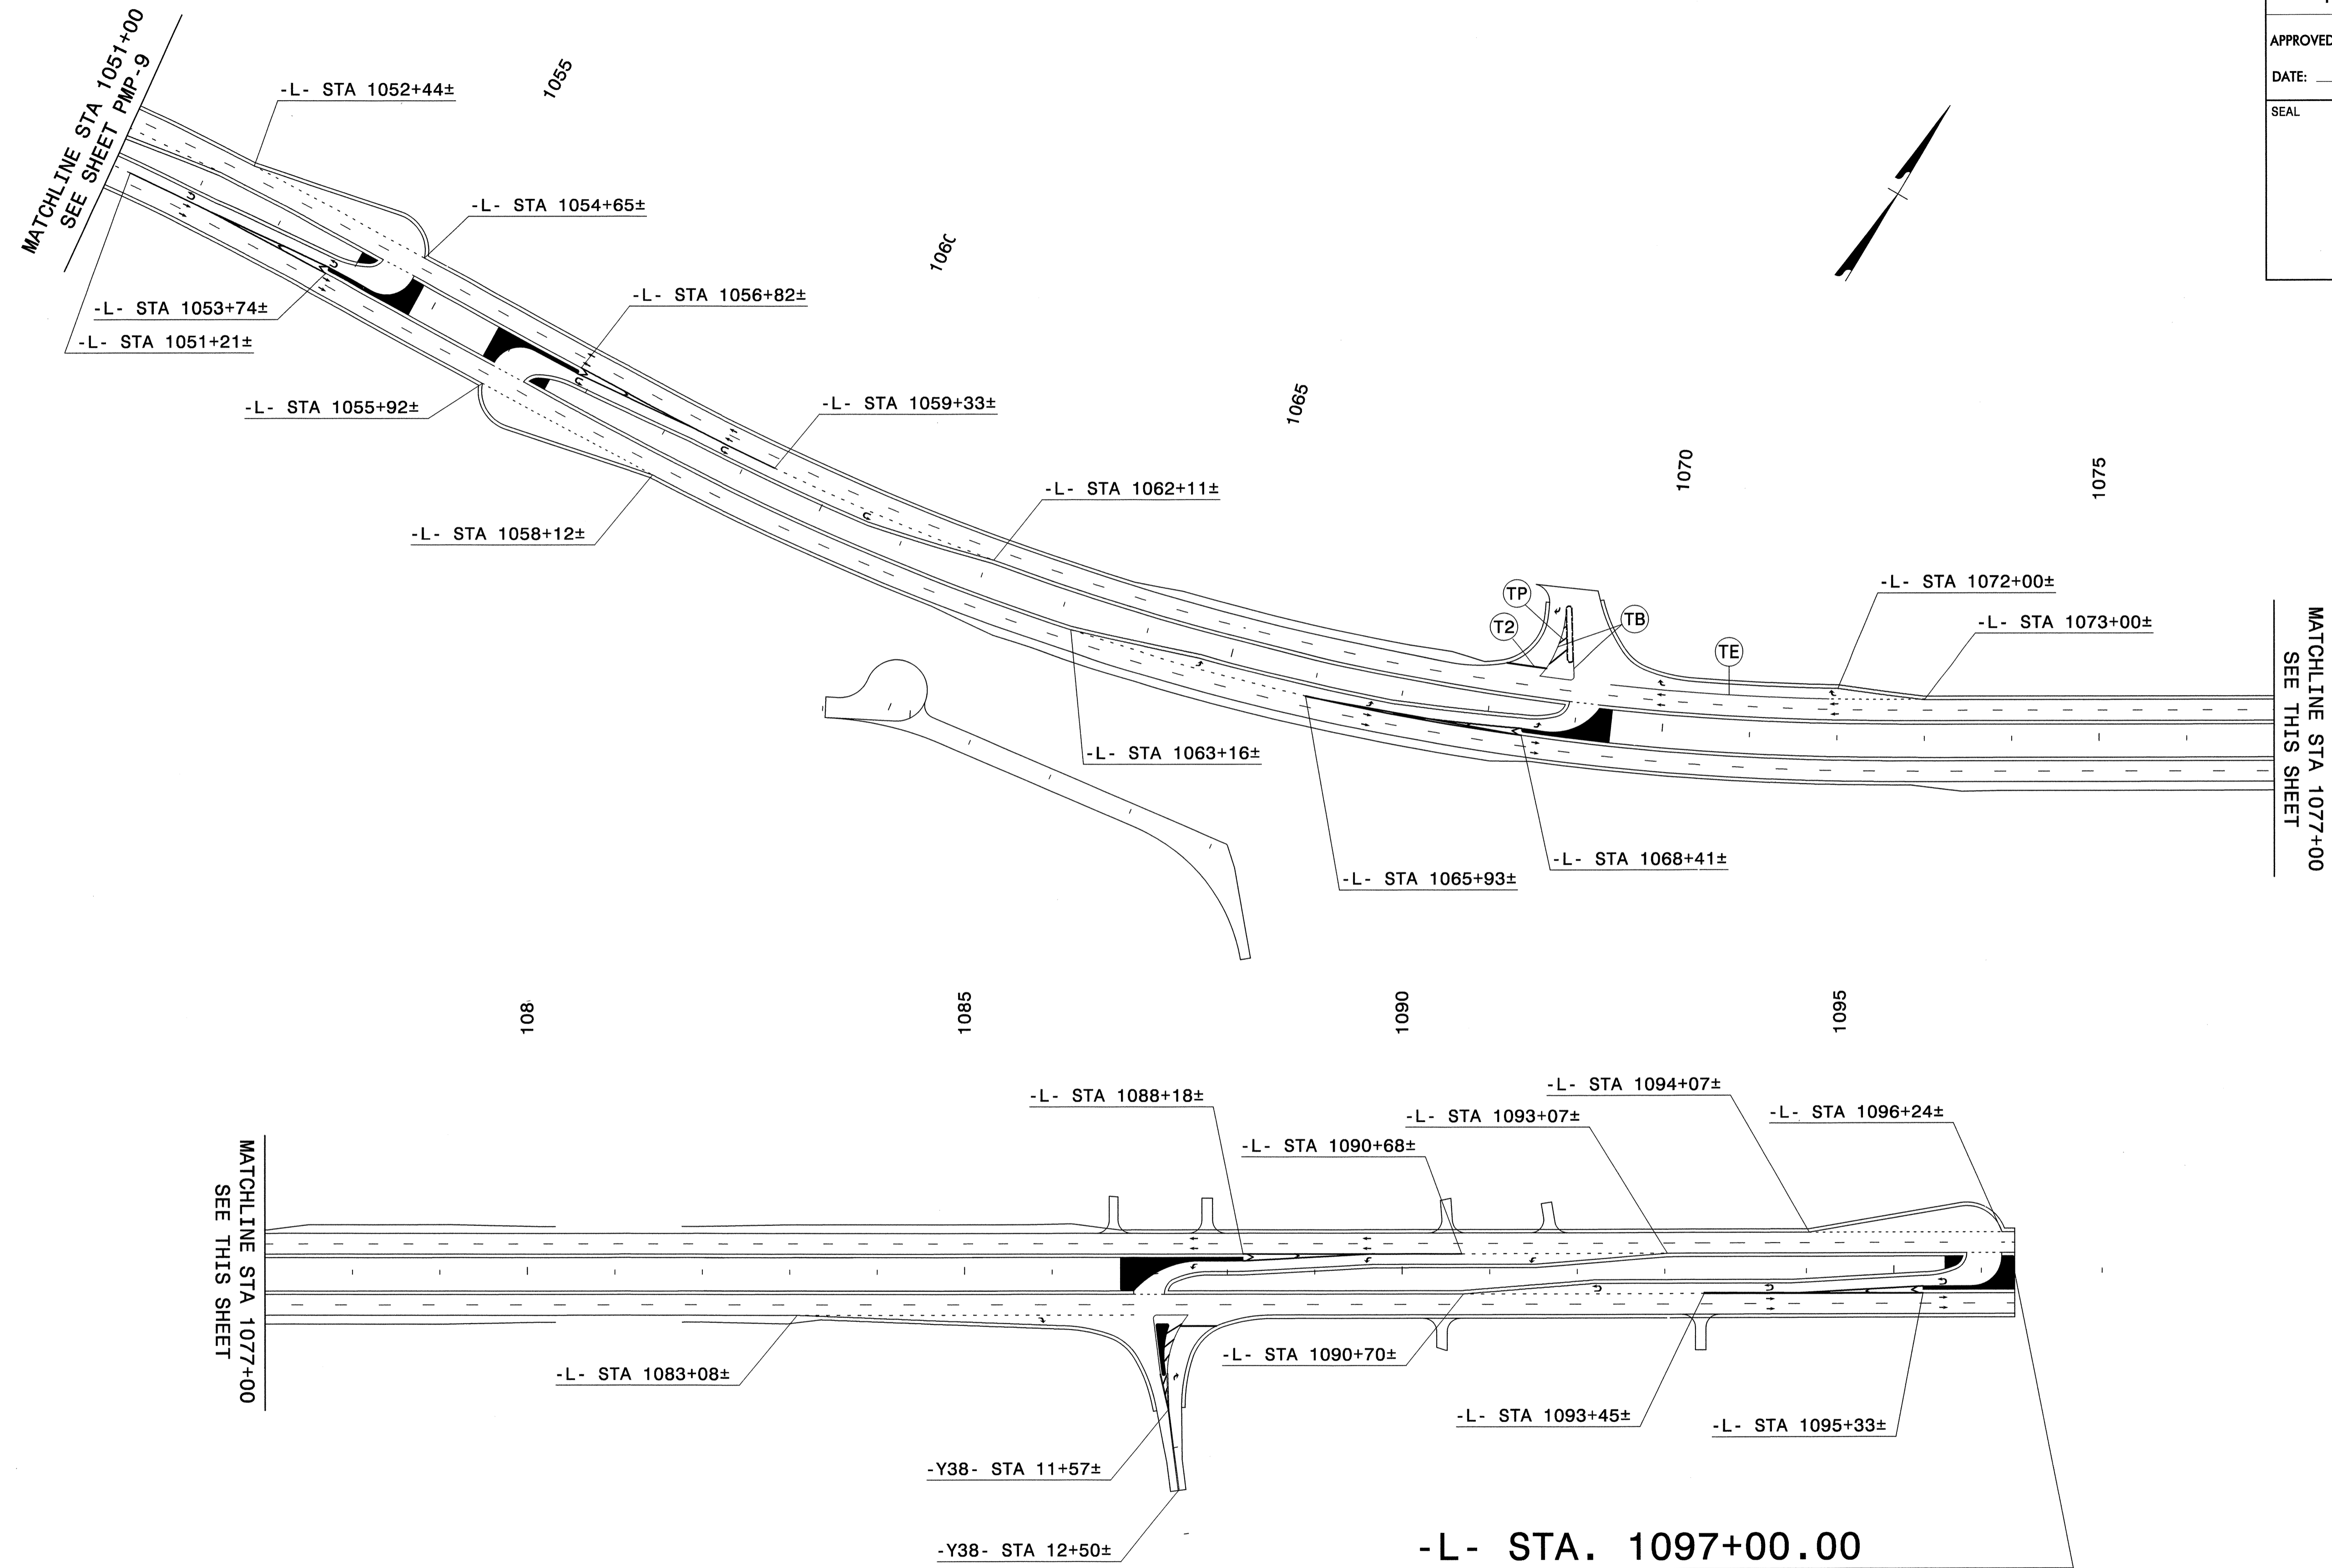 MATCHLINE STA 1051+00
SEE SHEET PMP-9
-L- STA 1052+44±
1055
APPROVED
DATE:
SEAL
-L- STA 1054+65±
106
-L- STA 1053+74±
-L- STA 1051+21±
-L- STA 1056+82±
-L- STA 1055+92±
-L- STA 1059+33±
1065
-L- STA 1058+12±
-L- STA 1062+11±
1070
1075
TP
T2
TB
TE
-L- STA 1072+00±
-L- STA 1073+00±
MATCHLINE STA 1077+00
SEE THIS SHEET
-L- STA 1063+16±
-L- STA 1065+93±
-L- STA 1068+41±
108
1085
1090
1095
MATCHLINE STA 1077+00
SEE THIS SHEET
-L- STA 1088+18±
-L- STA 1090+68±
-L- STA 1093+07±
-L- STA 1094+07±
-L- STA 1096+24±
-L- STA 1083+08±
-L- STA 1090+70±
-L- STA 1093+45±
-L- STA 1095+33±
-Y38- STA 11+57±
-Y38- STA 12+50±
-L- STA. 1097+00.00